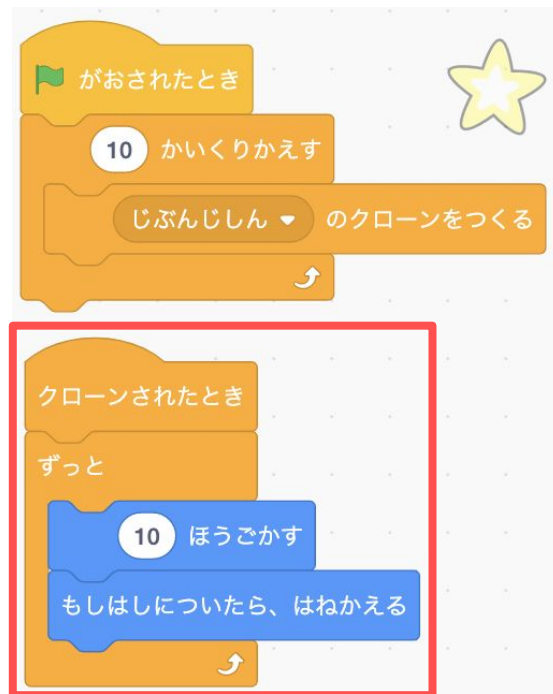 がおされたとき
10 かいくりかえす
じぶんじしん のクローンをつくる
クローンされたとき
ずっと
10 ほうごかす
もしはしについたら、はねかえる